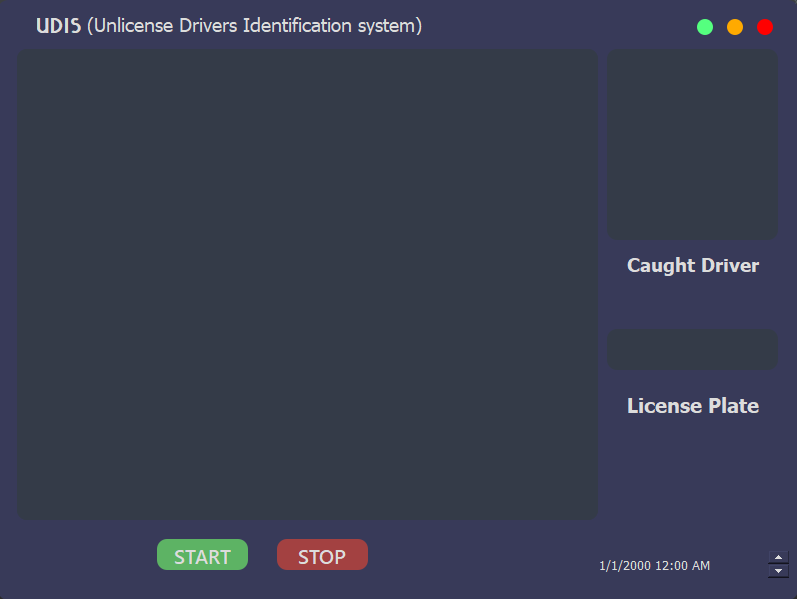 UDIS (Unlicense Drivers Identification system)
Caught Driver
License Plate
START
STOP
1/1/2000 12:00 AM